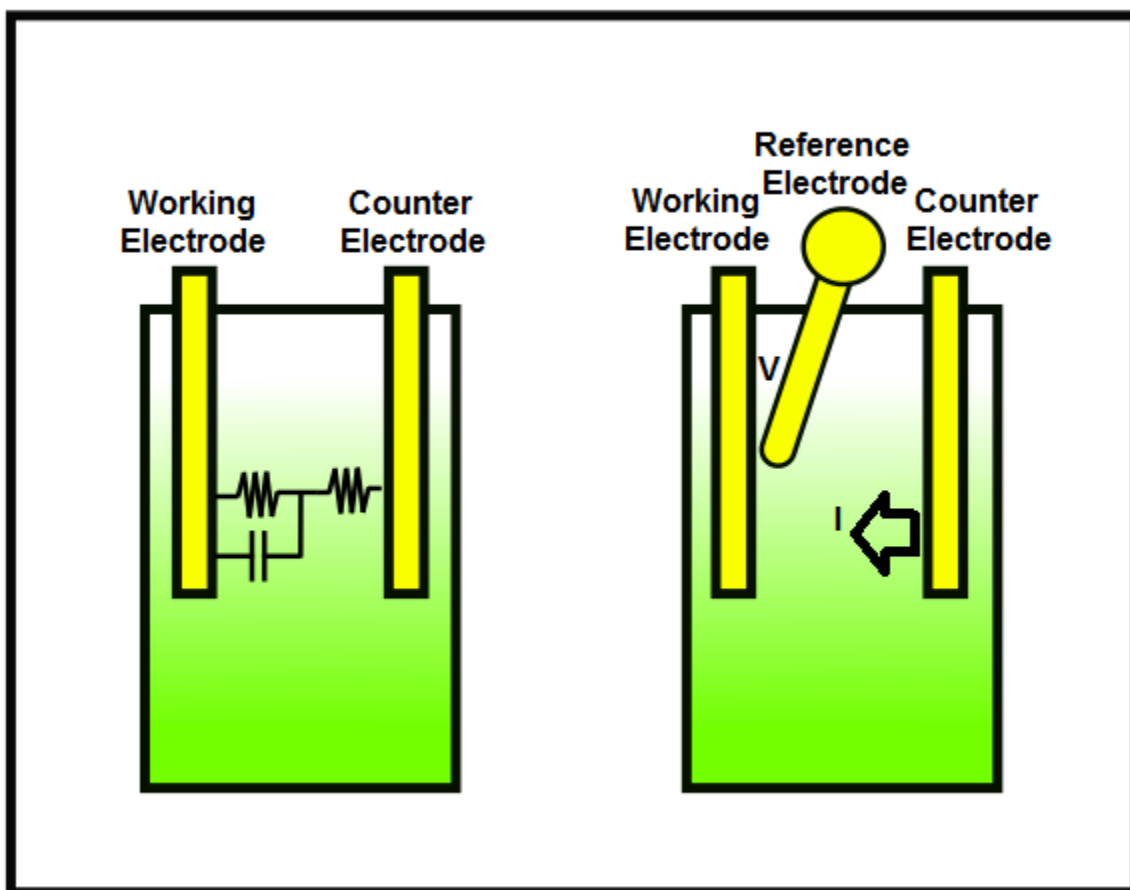 Working
Electrode
Counter
Electrode
Reference
Electrode
Working
Electrode
Counter
Electrode
V
I